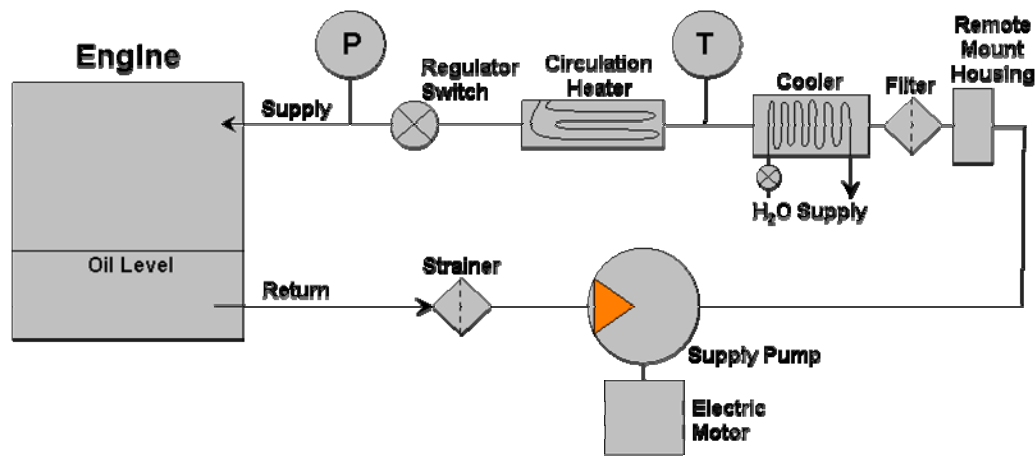 Engine
P
Regulator
Switch
Circulation
Heater
T
Cooler
Filter
Remote
Mount
Housing
Supply
H₂O Supply
Oil Level
Return
Strainer
Supply Pump
Electric
Motor